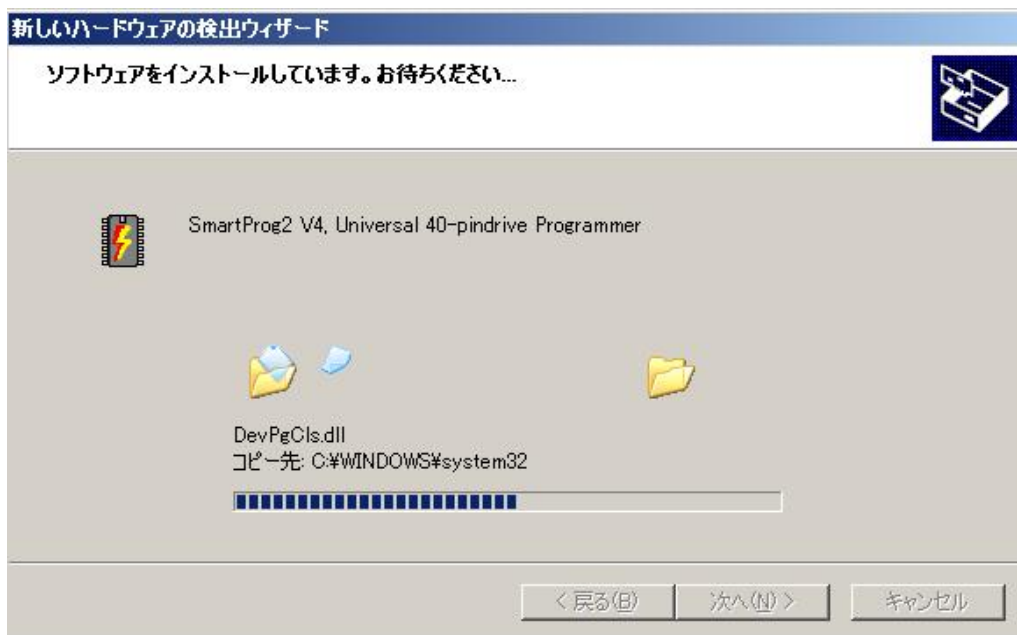 新しいハードウェアの検出ウィザード
ソフトウェアをインストールしています。お待ちください...
SmartProg2 V4, Universal 40-pindrive Programmer
DevPgCls.dll
コピー先: C:¥WINDOWS¥system32
< 戻る(B)
次へ(N) >
キャンセル